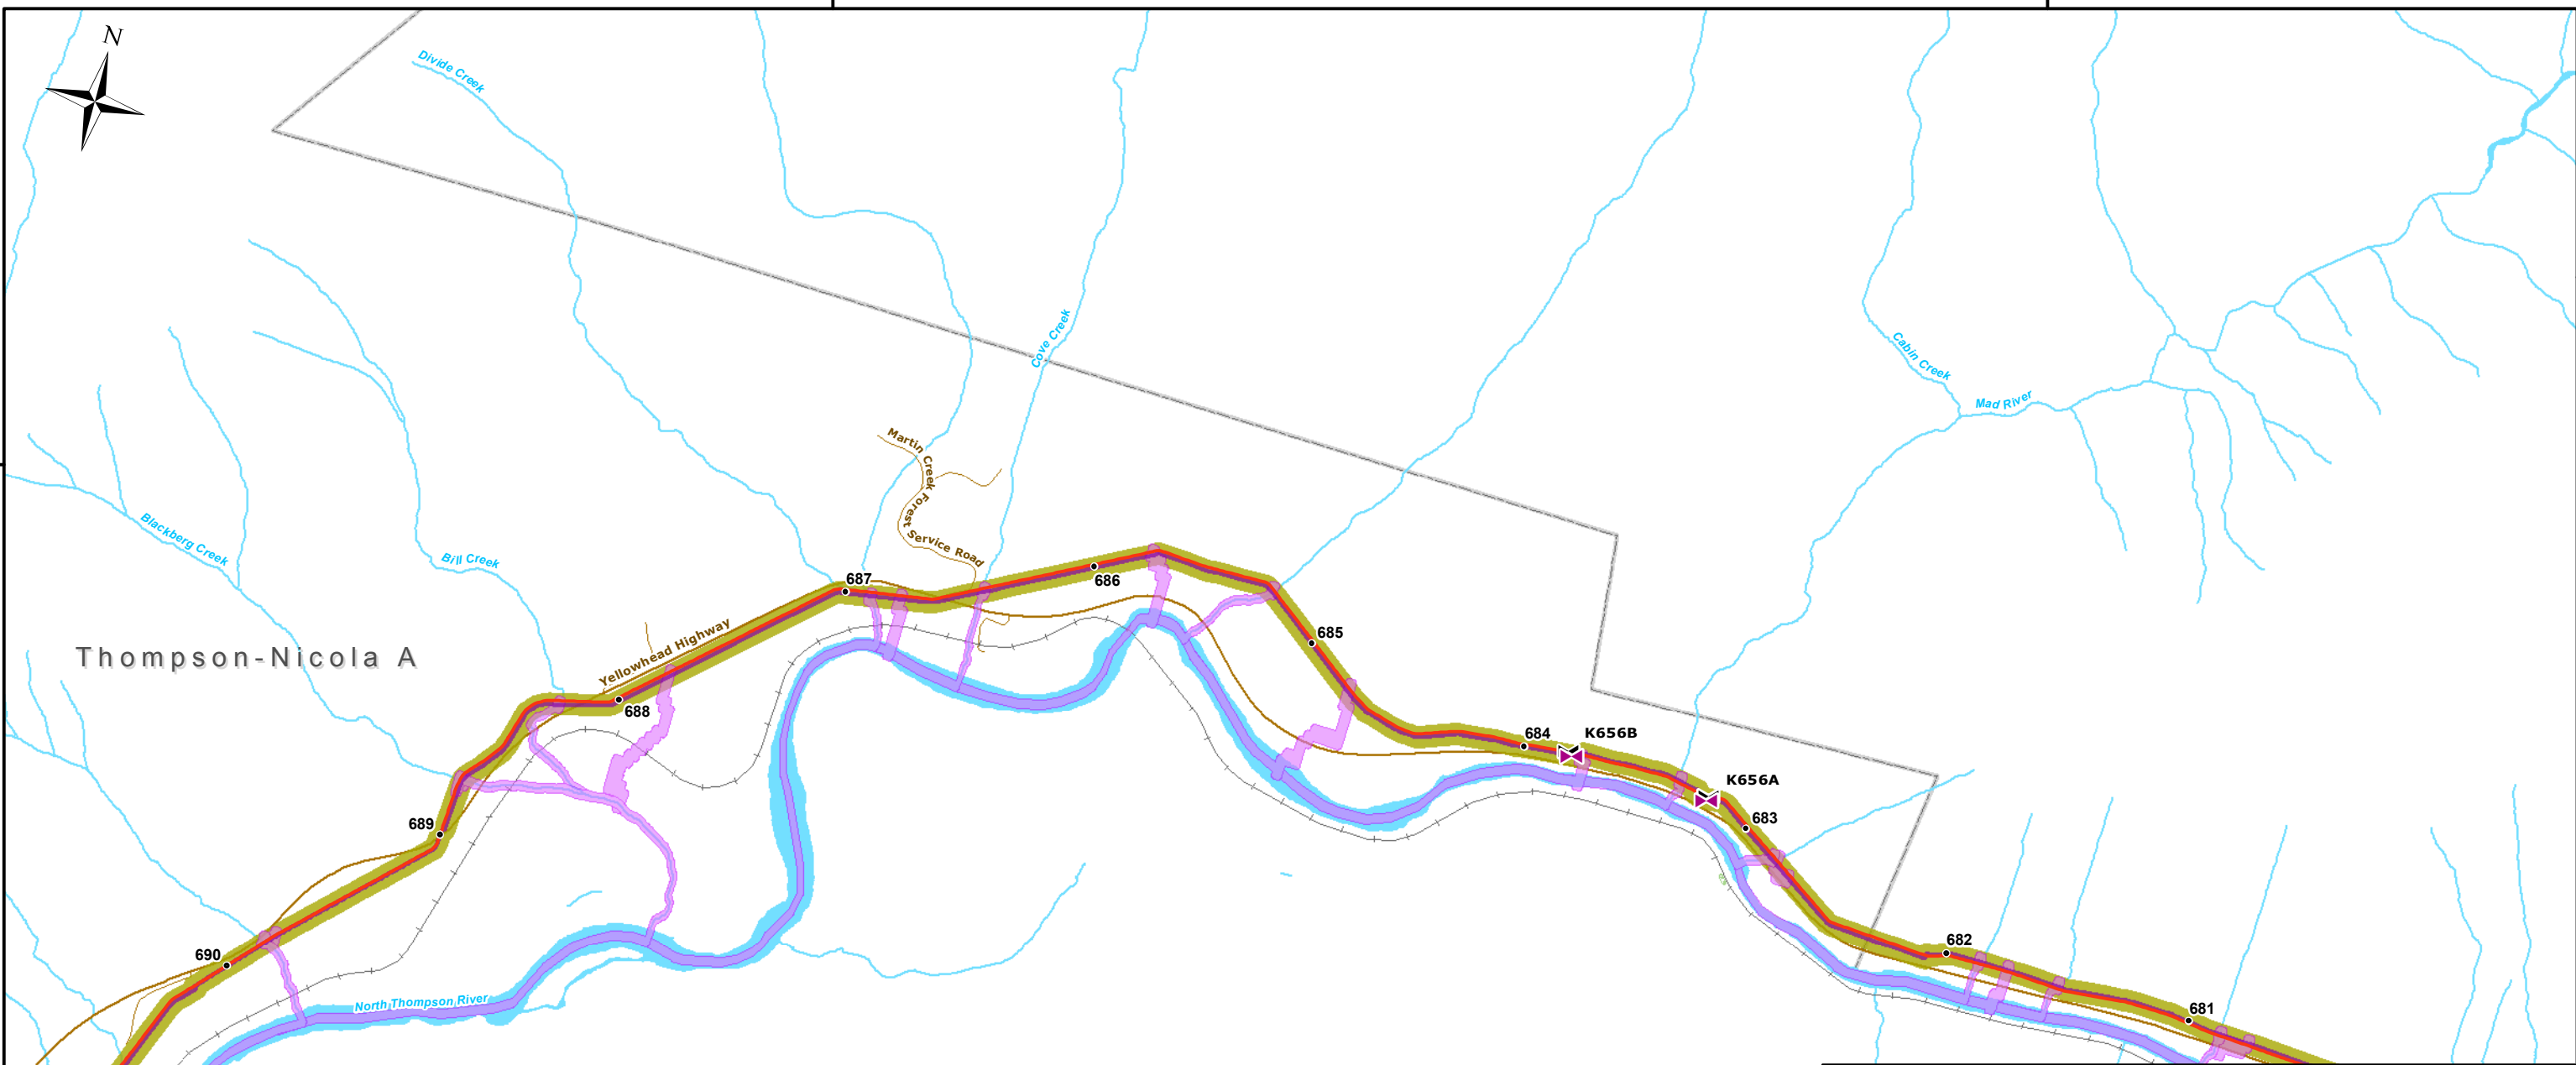 N
Divide Creek
Cove Creek
Cabin Creek
Mad River
Martin Creek Forest Service Road
Blackberg Creek
Bill Creek
687
686
Yellowhead Highway
685
Thompson-Nicola A
688
684
K656B
K656A
689
683
690
682
North Thompson River
681